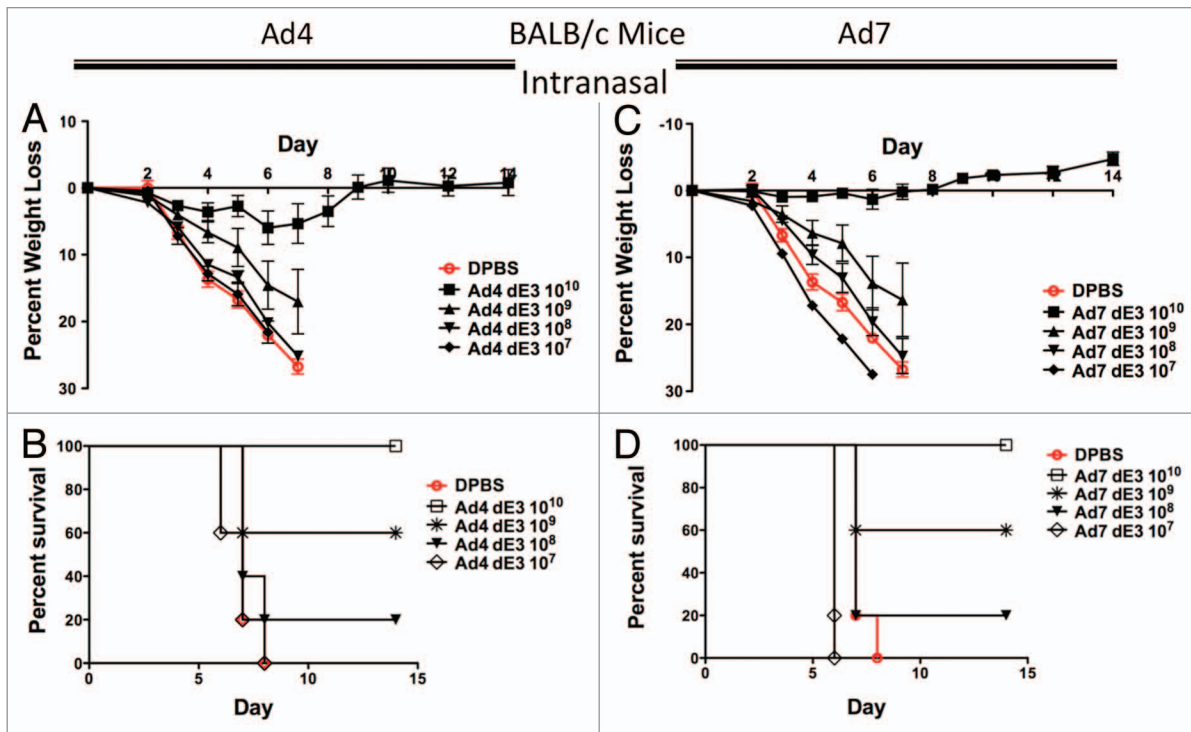 Ad4 BALB/c Mice Ad7
Intranasal
A
Percent Weight Loss
Day
10
0
10
20
30
2 4 6 8 10 12 14
DPBS
Ad4 dE3 10¹⁰
Ad4 dE3 10⁹
Ad4 dE3 10⁸
Ad4 dE3 10⁷
C
Percent Weight Loss
Day
-10
0
10
20
30
2 4 6 8 14
DPBS
Ad7 dE3 10¹⁰
Ad7 dE3 10⁹
Ad7 dE3 10⁸
Ad7 dE3 10⁷
B
Percent survival
100
80
60
40
20
0
0 5 10 15
Day
DPBS
Ad4 dE3 10¹⁰
Ad4 dE3 10⁹
Ad4 dE3 10⁸
Ad4 dE3 10⁷
D
Percent survival
100
80
60
40
20
0
0 5 10 15
Day
DPBS
Ad7 dE3 10¹⁰
Ad7 dE3 10⁹
Ad7 dE3 10⁸
Ad7 dE3 10⁷